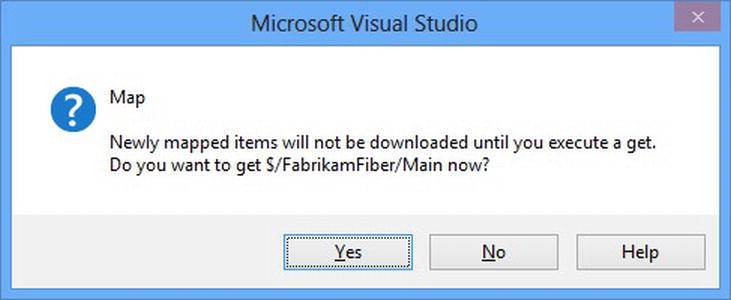 Microsoft Visual Studio
Map
Newly mapped items will not be downloaded until you execute a get.
Do you want to get $/FabrikamFiber/Main now?
Yes No Help